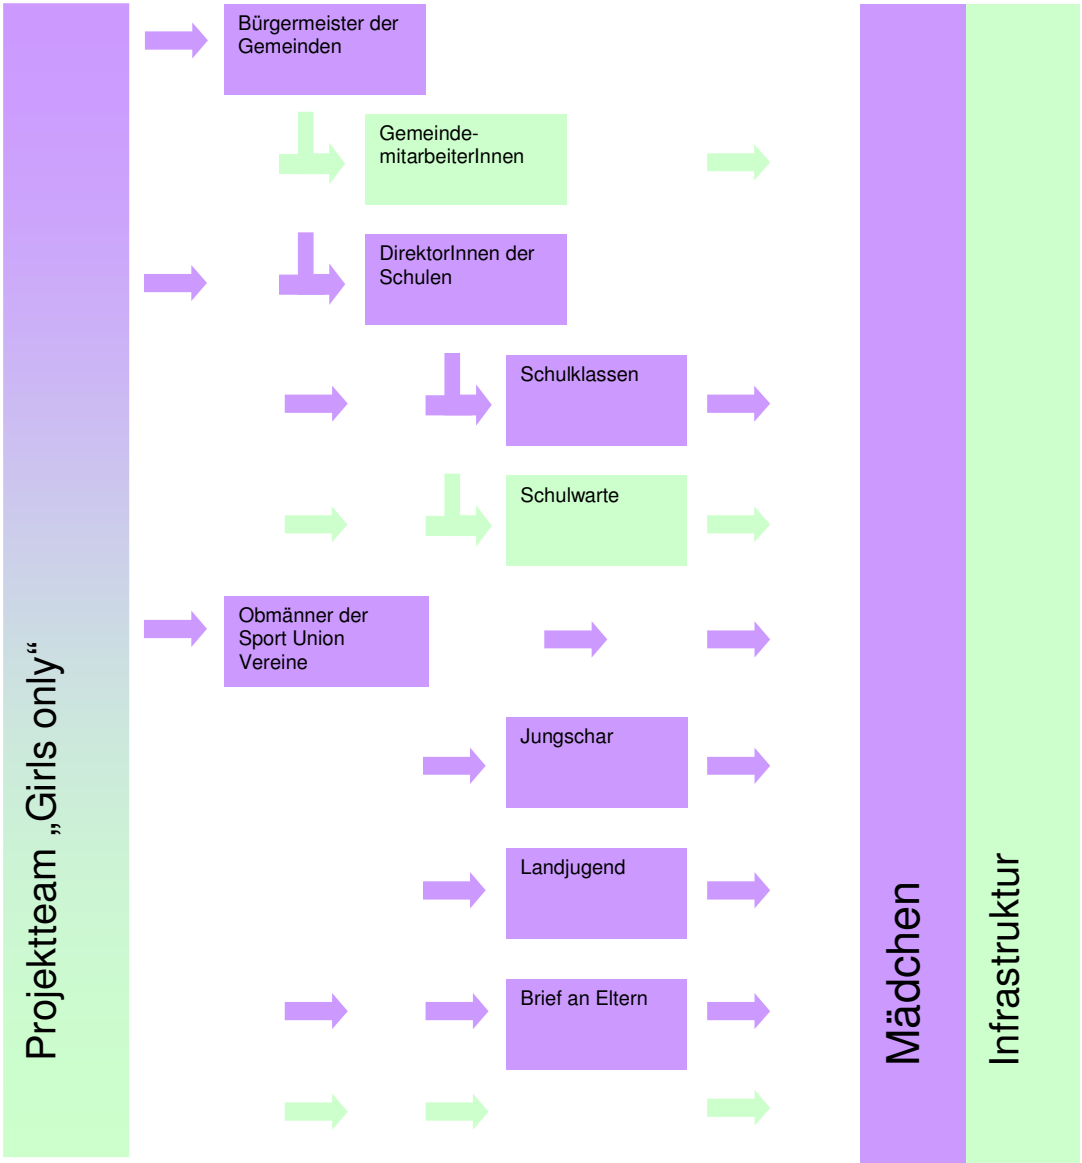 Bürgermeister der
Gemeinden
Gemeinde-
mitarbeiterInnen
DirektorInnen der
Schulen
Schulklassen
Schulwarte
Obmänner der
Sport Union
Vereine
Jungschar
Landjugend
Brief an Eltern
Projektteam „Girls only“
Mädchen
Infrastruktur